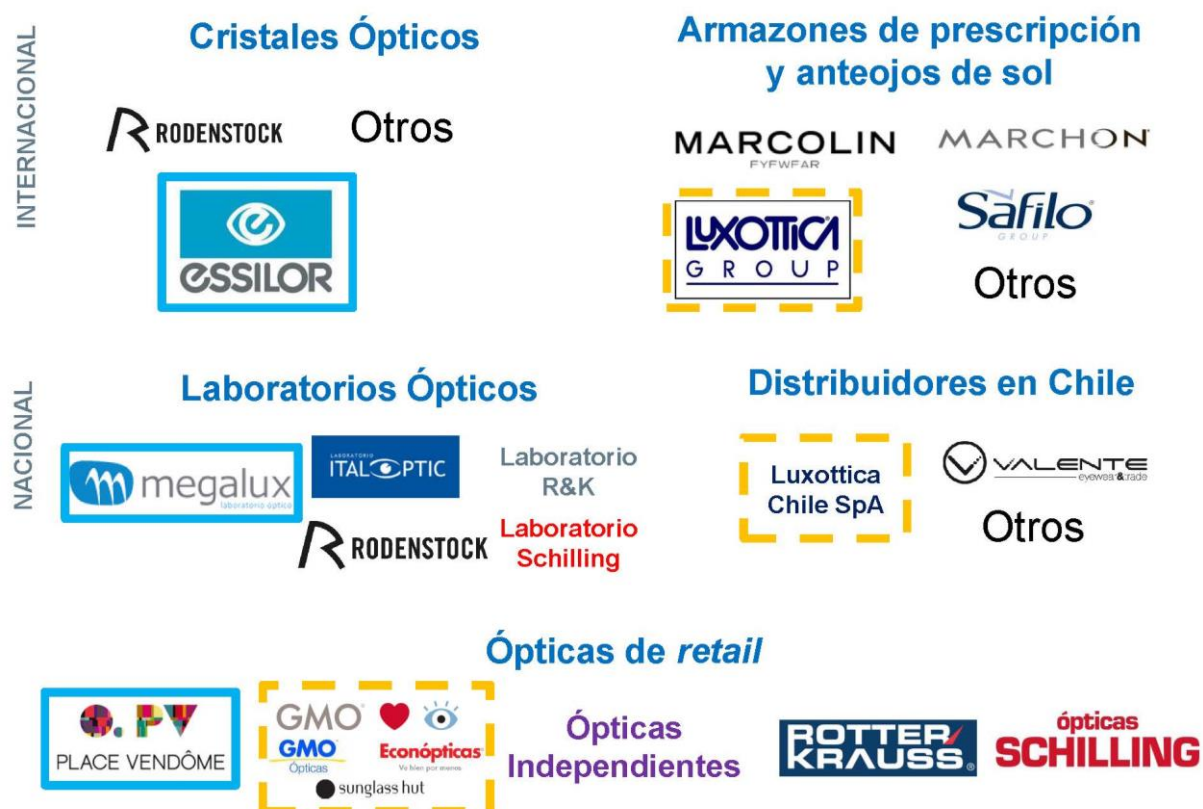 INTERNACIONAL
Cristales Ópticos
RODENSTOCK
Otros
essilor
Armazones de prescripción
y anteojos de sol
MARCOLIN
EYEWEAR
MARCHON
LUXOTTICA
GROUP
Sàfilo
GROUP
Otros
NACIONAL
Laboratorios Ópticos
megalux
laboratorio óptico
LABORATORIO
ITALOPTIC
Laboratorio
R&K
RODENSTOCK
Laboratorio
Schilling
Distribuidores en Chile
Luxottica
Chile SpA
VALENTE
eyewear&trade
Otros
Ópticas de retail
O. PV
PLACE VENDÔME
GMO
GMO
Ópticas
Econópticas
Ve bien por menos
sunglass hut
Ópticas
Independientes
ROTTER
KRAUSS
ópticas
SCHILLING